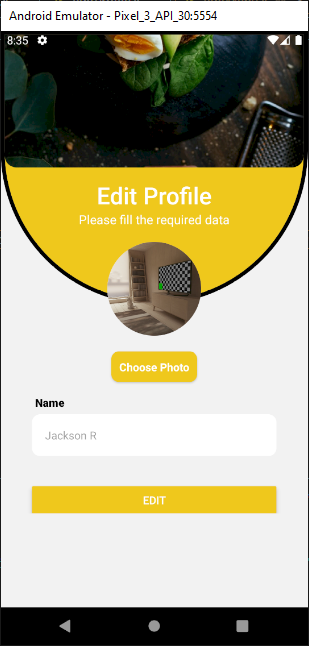 Android Emulator - Pixel_3_API_30:5554
8:35
Edit Profile
Please fill the required data
Choose Photo
Name
Jackson R
EDIT